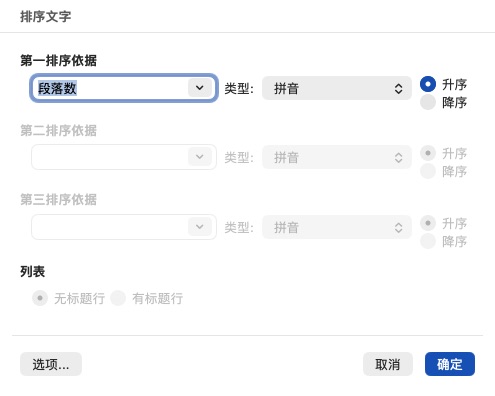 排序文字
第一排序依据
段落数 类型: 拼音 升序
降序
第二排序依据
类型: 拼音 升序
降序
第三排序依据
类型: 拼音 升序
降序
列表
无标题行 有标题行
选项... 取消 确定